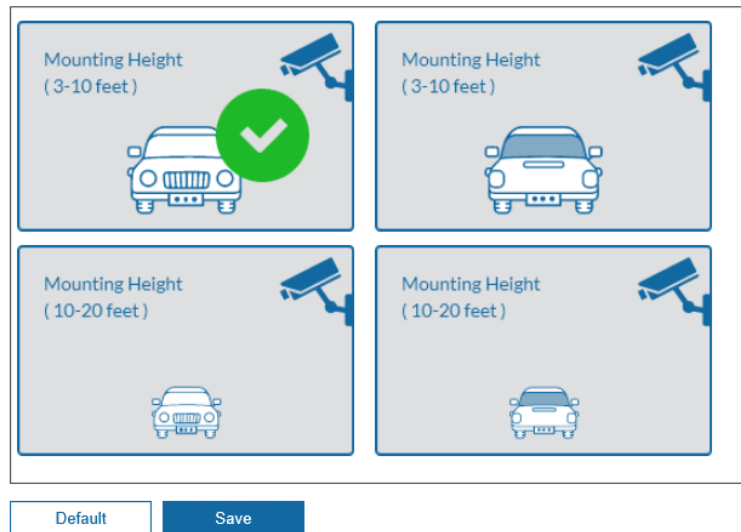 Mounting Height
( 3-10 feet )
Mounting Height
( 3-10 feet )
Mounting Height
( 10-20 feet )
Mounting Height
( 10-20 feet )
Default
Save